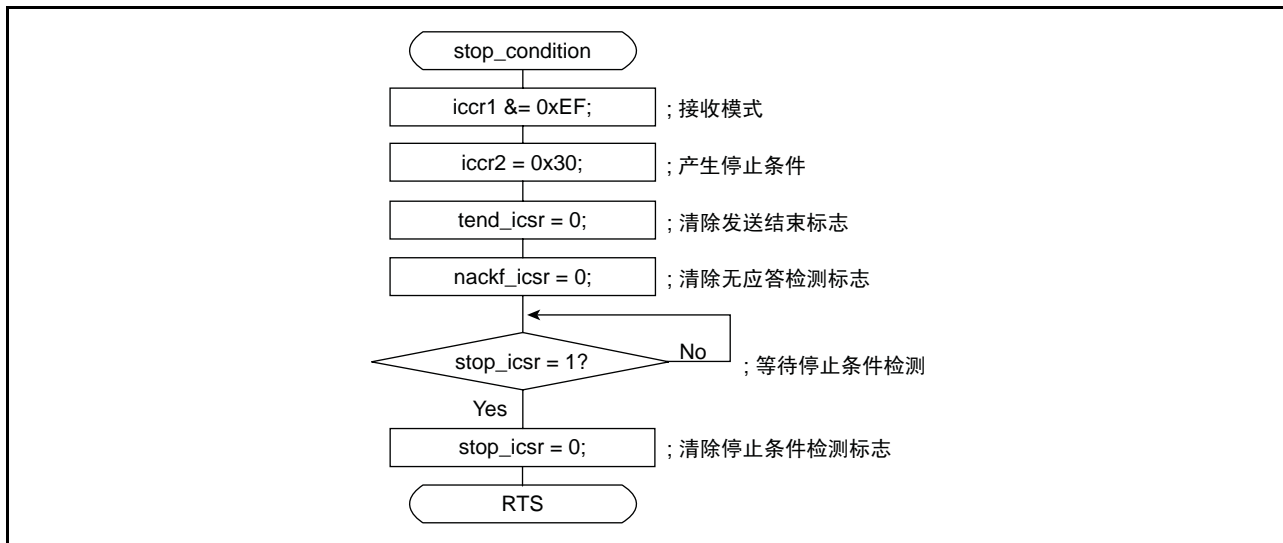 stop_condition
iccr1 &= 0xEF; ; 接收模式
iccr2 = 0x30; ; 产生停止条件
tend_icsr = 0; ; 清除发送结束标志
nackf_icsr = 0; ; 清除无应答检测标志
stop_icsr = 1? No ; 等待停止条件检测
Yes
stop_icsr = 0; ; 清除停止条件检测标志
RTS